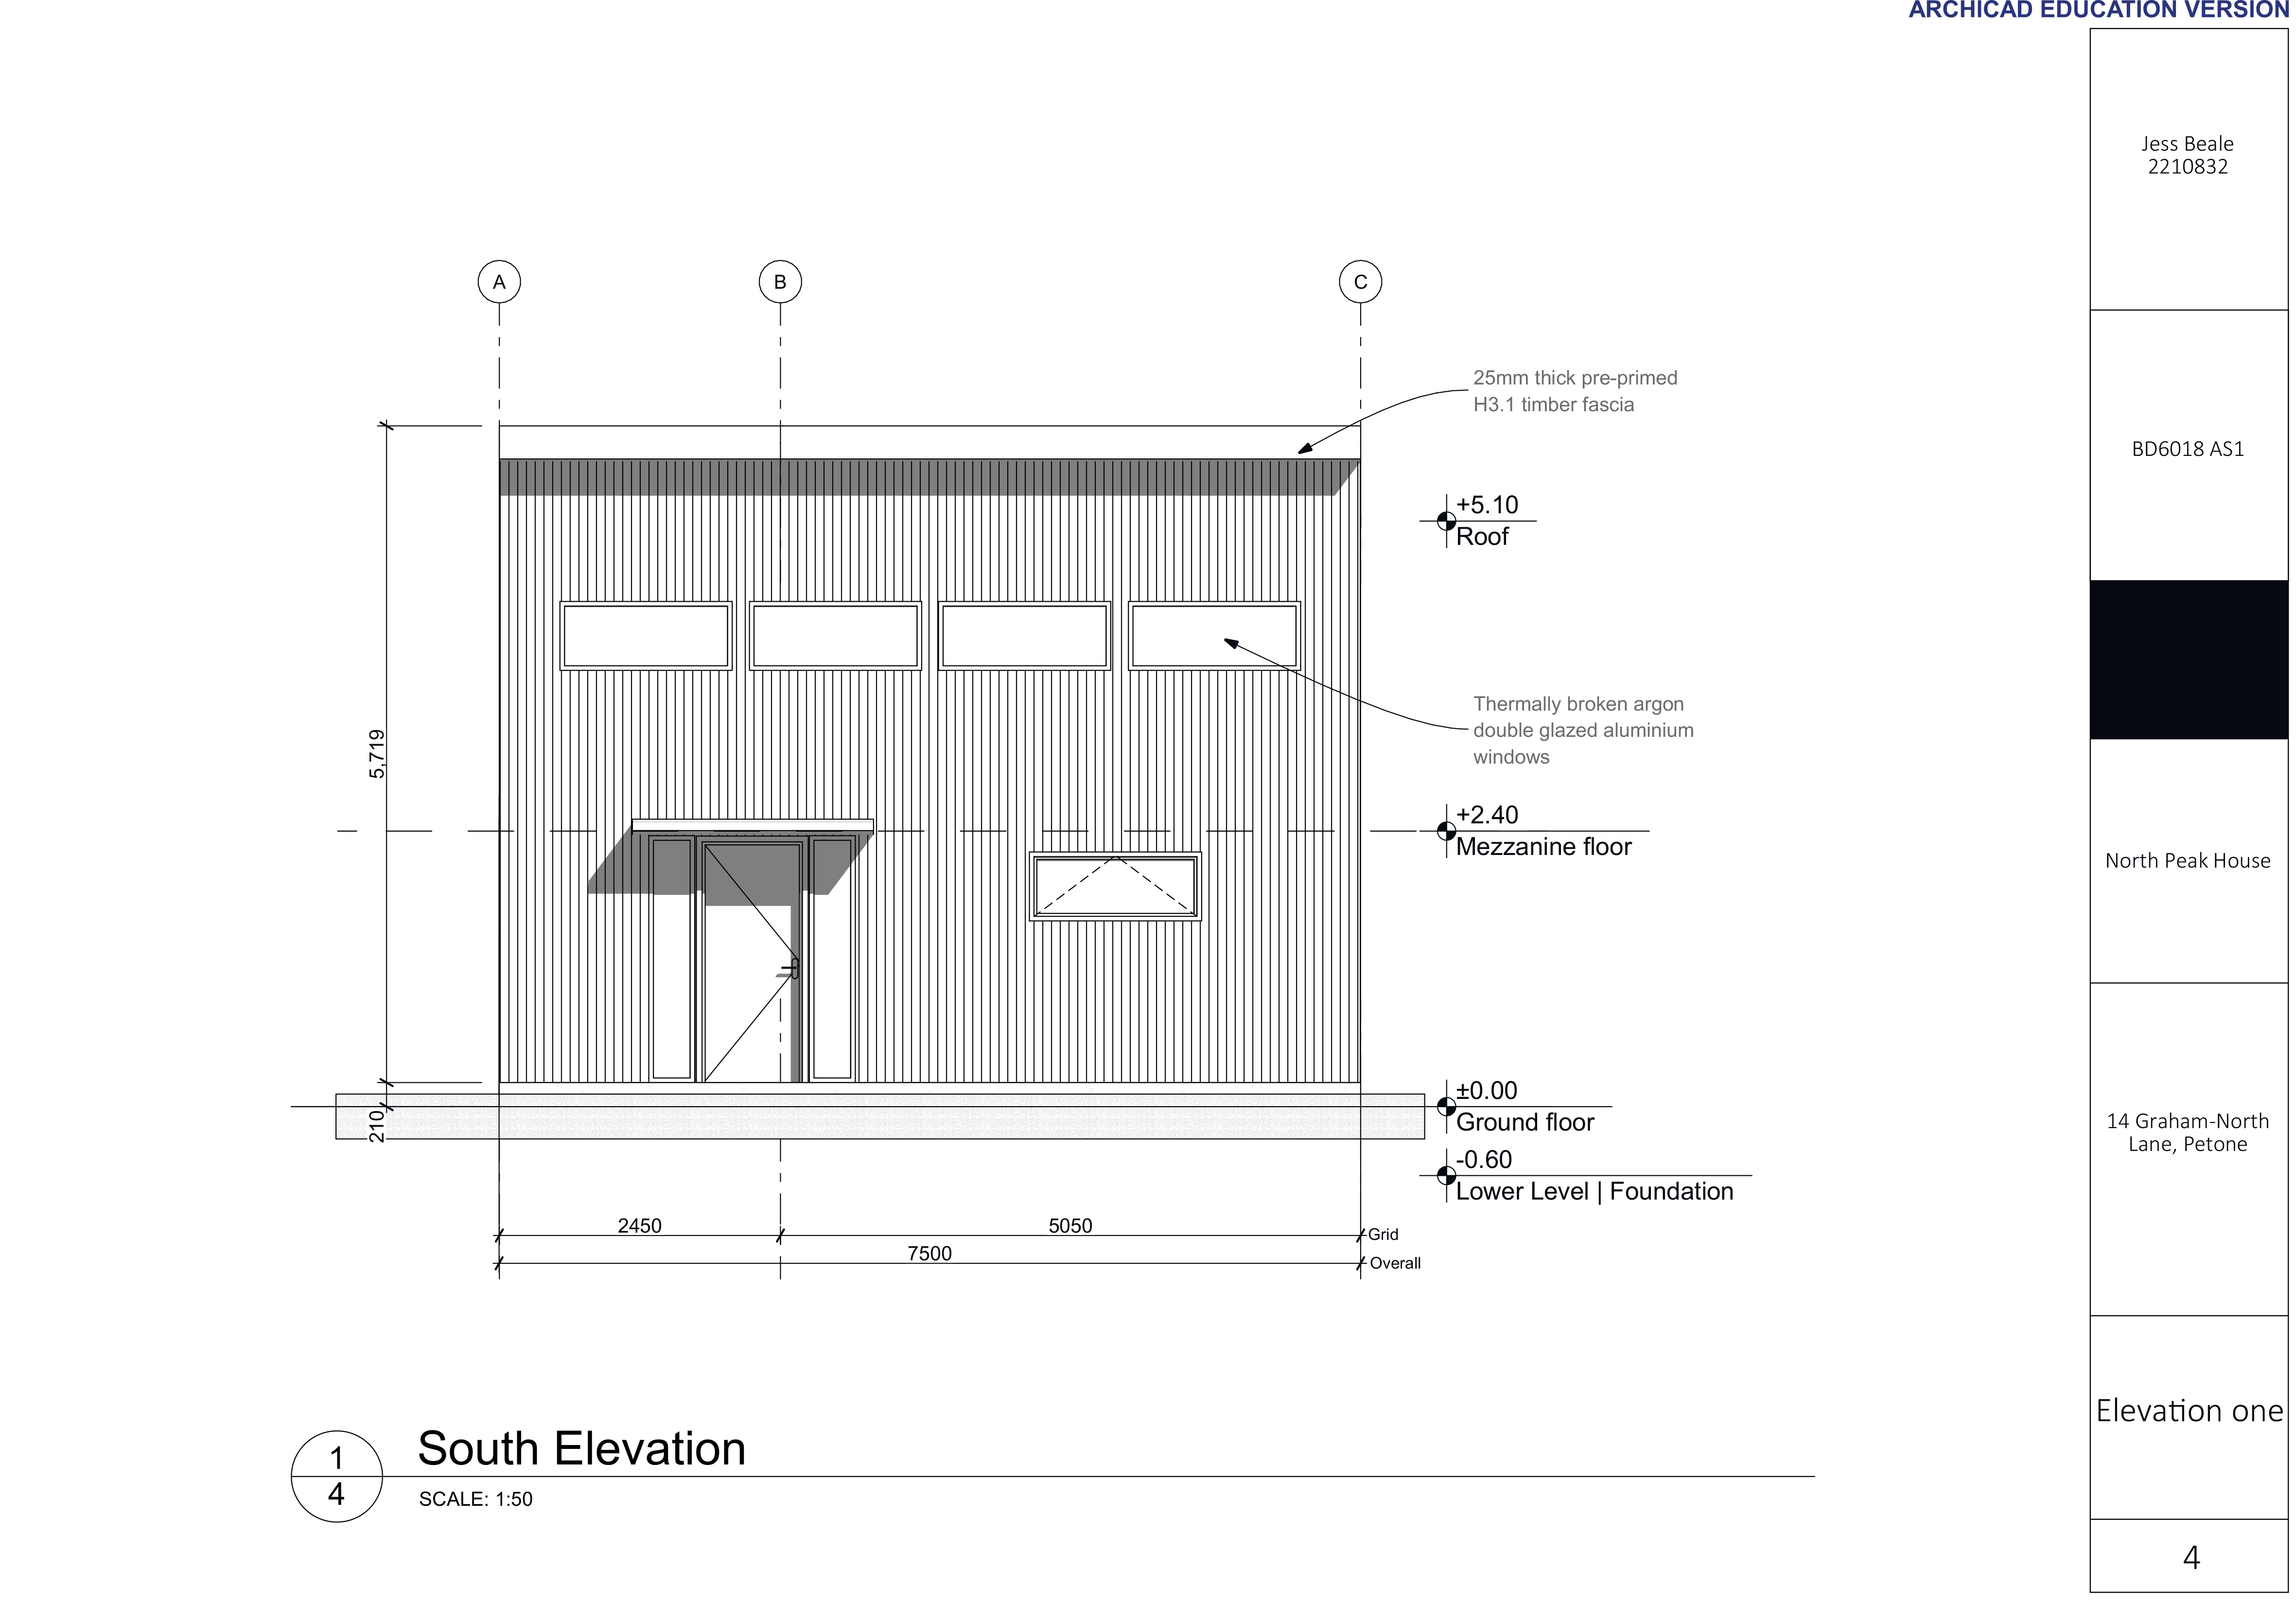 ARCHICAD EDUCATION VERSION
Jess Beale
2210832
BD6018 AS1
North Peak House
14 Graham-North
Lane, Petone
Elevation one
4
A
B
C
25mm thick pre-primed
H3.1 timber fascia
+5.10
Roof
Thermally broken argon
double glazed aluminium
windows
5,719
+2.40
Mezzanine floor
±0.00
Ground floor
210
-0.60
Lower Level | Foundation
2450
5050
Grid
7500
Overall
1
4
South Elevation
SCALE: 1:50